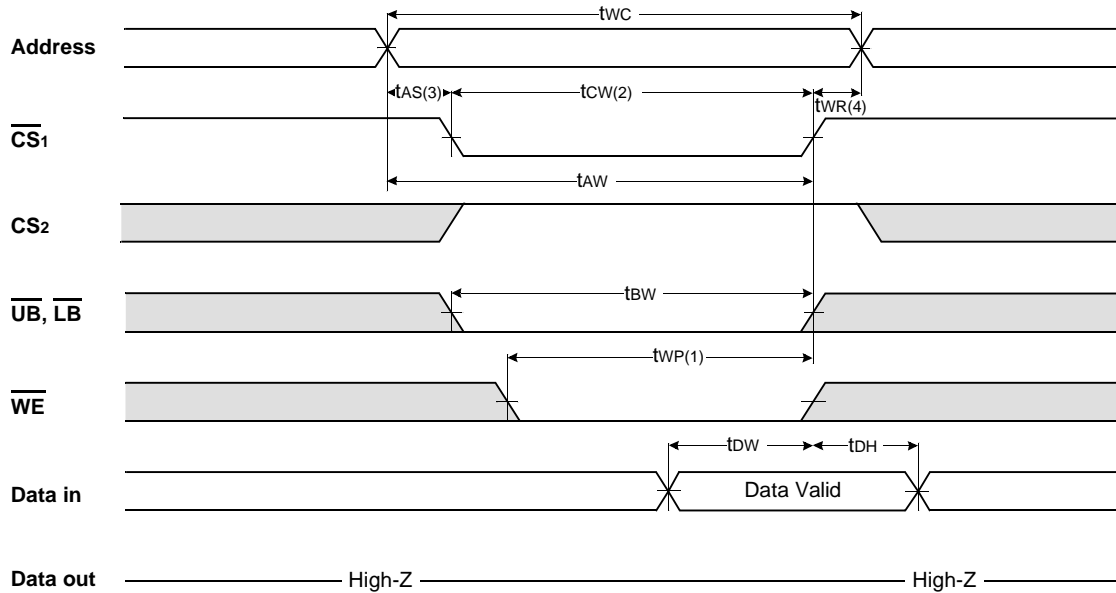 tWC
Address
tAS(3) tCW(2) tWR(4)
CS1
tAW
CS2
tBW
UB, LB
tWP(1)
WE
tDW tDH
Data in Data Valid
Data out High-Z High-Z